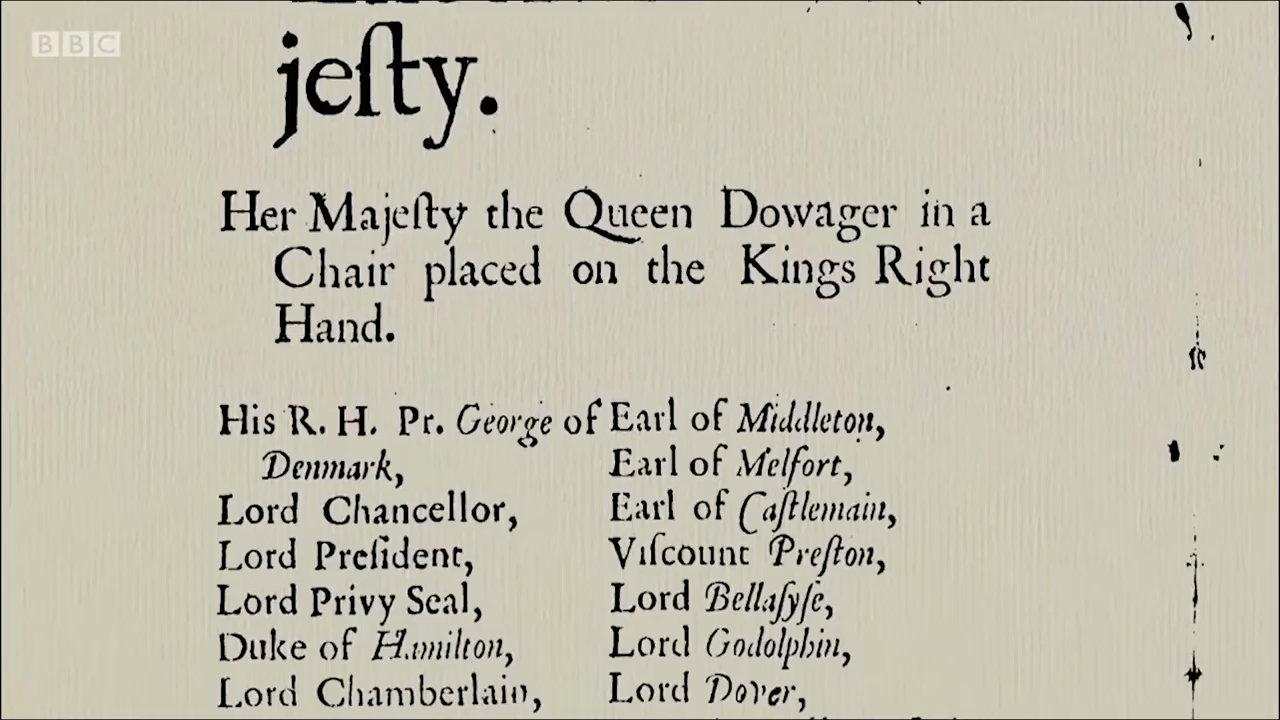 BBC
jeſty.
Her Majeſty the Queen Dowager in a
Chair placed on the Kings Right
Hand.
His R. H. Pr. George of
Denmark,
Lord Chancellor,
Lord Preſident,
Lord Privy Seal,
Duke of Hamilton,
Lord Chamberlain,
Earl of Middleton,
Earl of Melfort,
Earl of Caſtlemain,
Viſcount Preſton,
Lord Bellaſyſe,
Lord Godolphin,
Lord Dover,